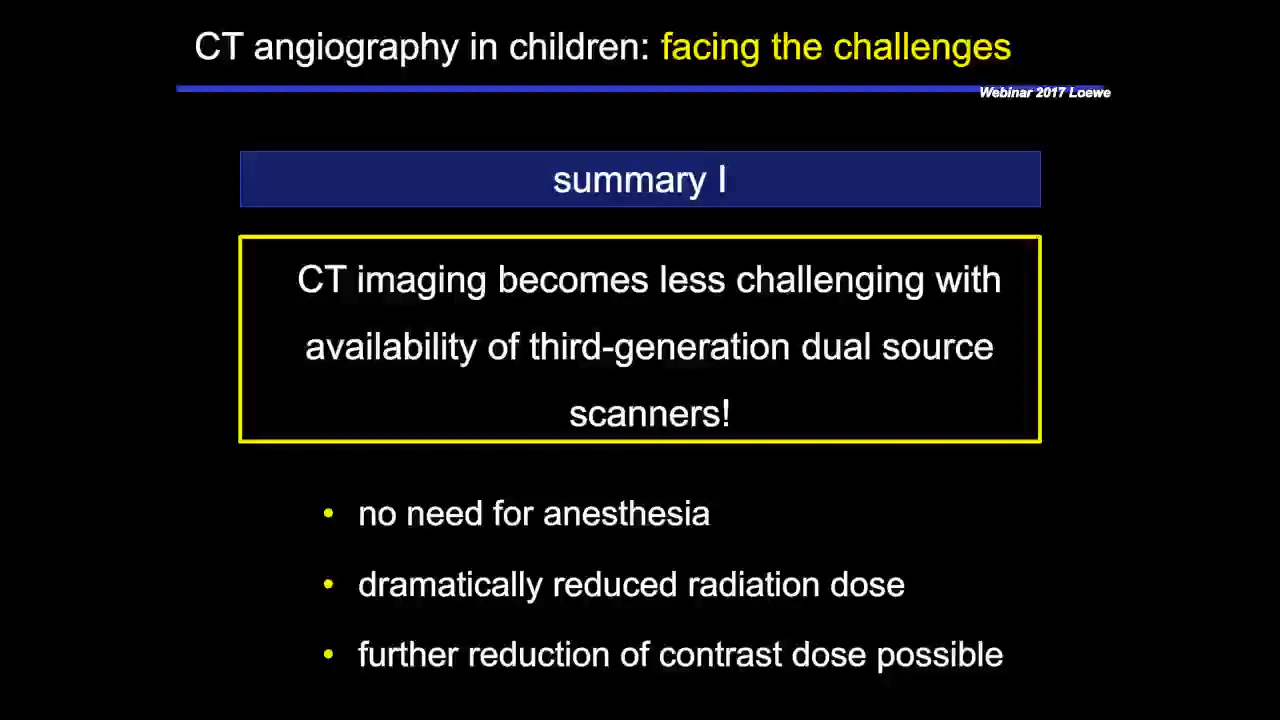 CT angiography in children: facing the challenges
Webinar 2017 Loewe
summary I
CT imaging becomes less challenging with
availability of third-generation dual source
scanners!
• no need for anesthesia
• dramatically reduced radiation dose
• further reduction of contrast dose possible